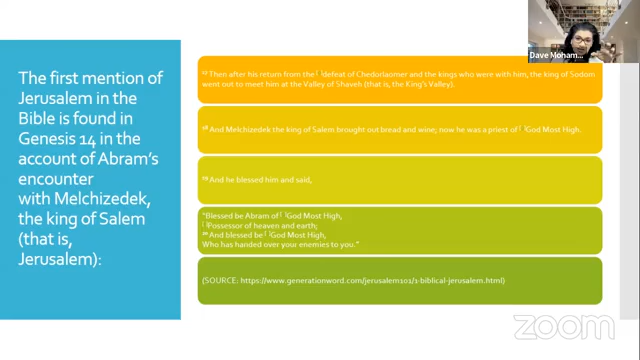 The first mention of
Jerusalem in the
Bible is found in
Genesis 14 in the
account of Abram's
encounter
with Melchizedek,
the king of Salem
(that is,
Jerusalem):
17 Then after his return from the [ ]defeat of Chedorlaomer and the kings who were with him, the king of Sodom
went out to meet him at the Valley of Shaveh (that is, the King's Valley).
18 And Melchizedek the king of Salem brought out bread and wine; now he was a priest of [ ]God Most High.
19 And he blessed him and said,
"Blessed be Abram of [ ]God Most High,
[ ]Possessor of heaven and earth;
20 And blessed be [ ]God Most High,
Who has handed over your enemies to you."
(SOURCE: https://www.generationword.com/jerusalem101/1-biblical-jerusalem.html)
Dave Moham...
zoom